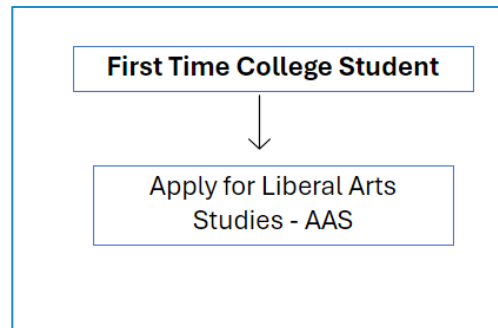 First Time College Student
Apply for Liberal Arts
Studies - AAS